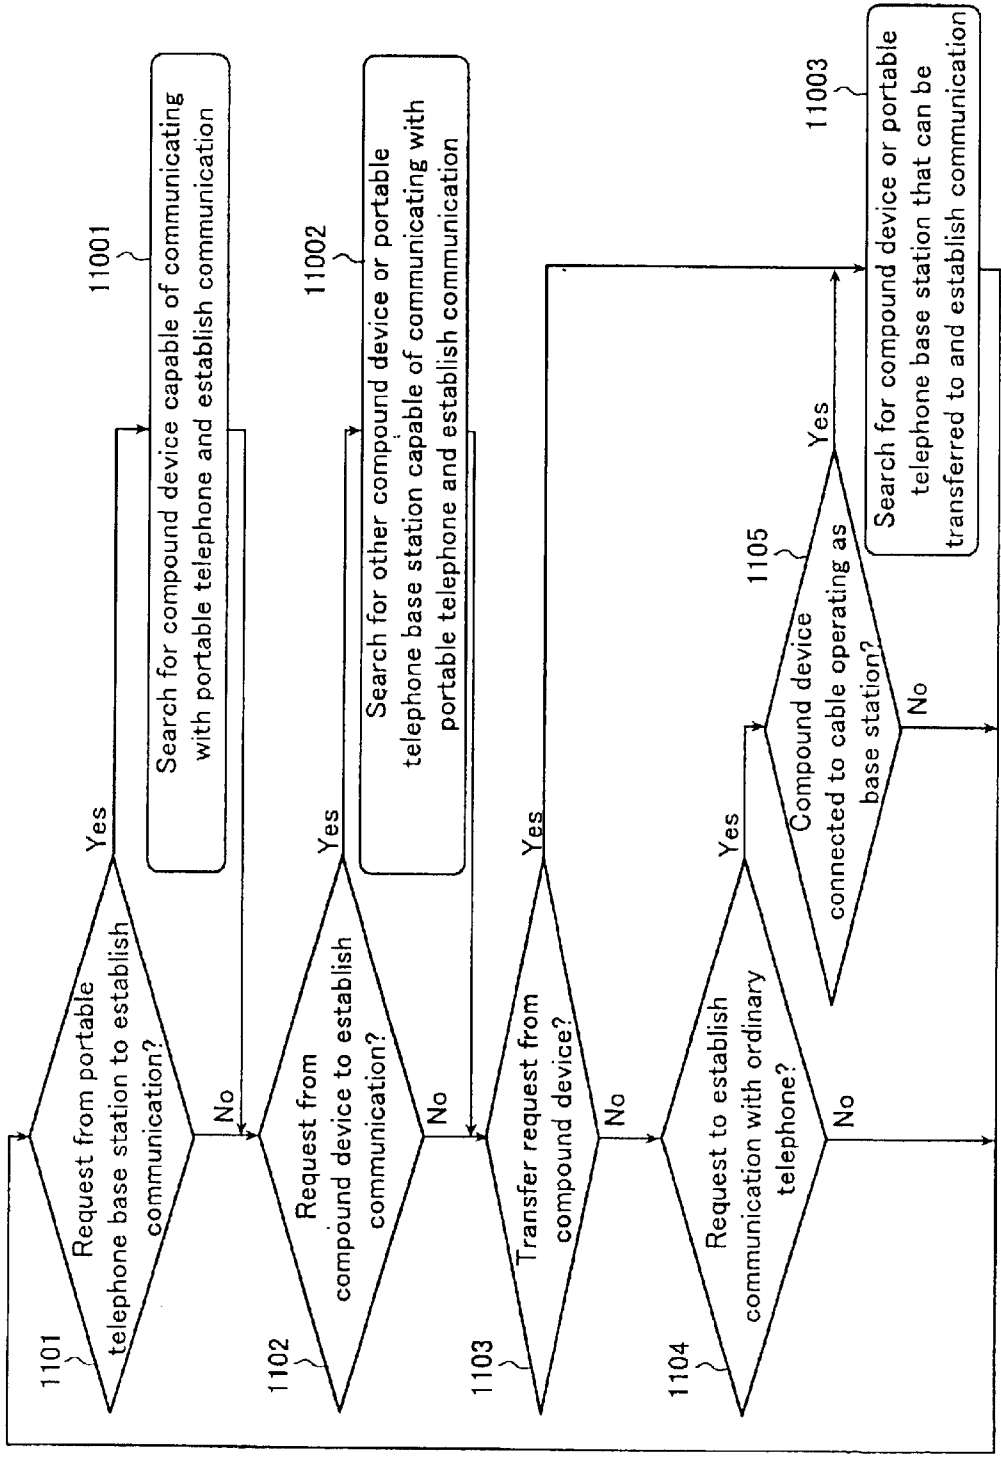 1101
Request from portable
telephone base station to establish
communication?
Yes
No
11001
Search for compound device capable of communicating
with portable telephone and establish communication
1102
Request from
compound device to establish
communication?
Yes
No
11002
Search for other compound device or portable
telephone base station capable of communicating with
portable telephone and establish communication
1103
Transfer request from
compound device?
Yes
No
1104
Request to establish
communication with ordinary
telephone?
Yes
No
1105
Compound device
connected to cable operating as
base station?
Yes
No
11003
Search for compound device or portable
telephone base station that can be
transferred to and establish communication